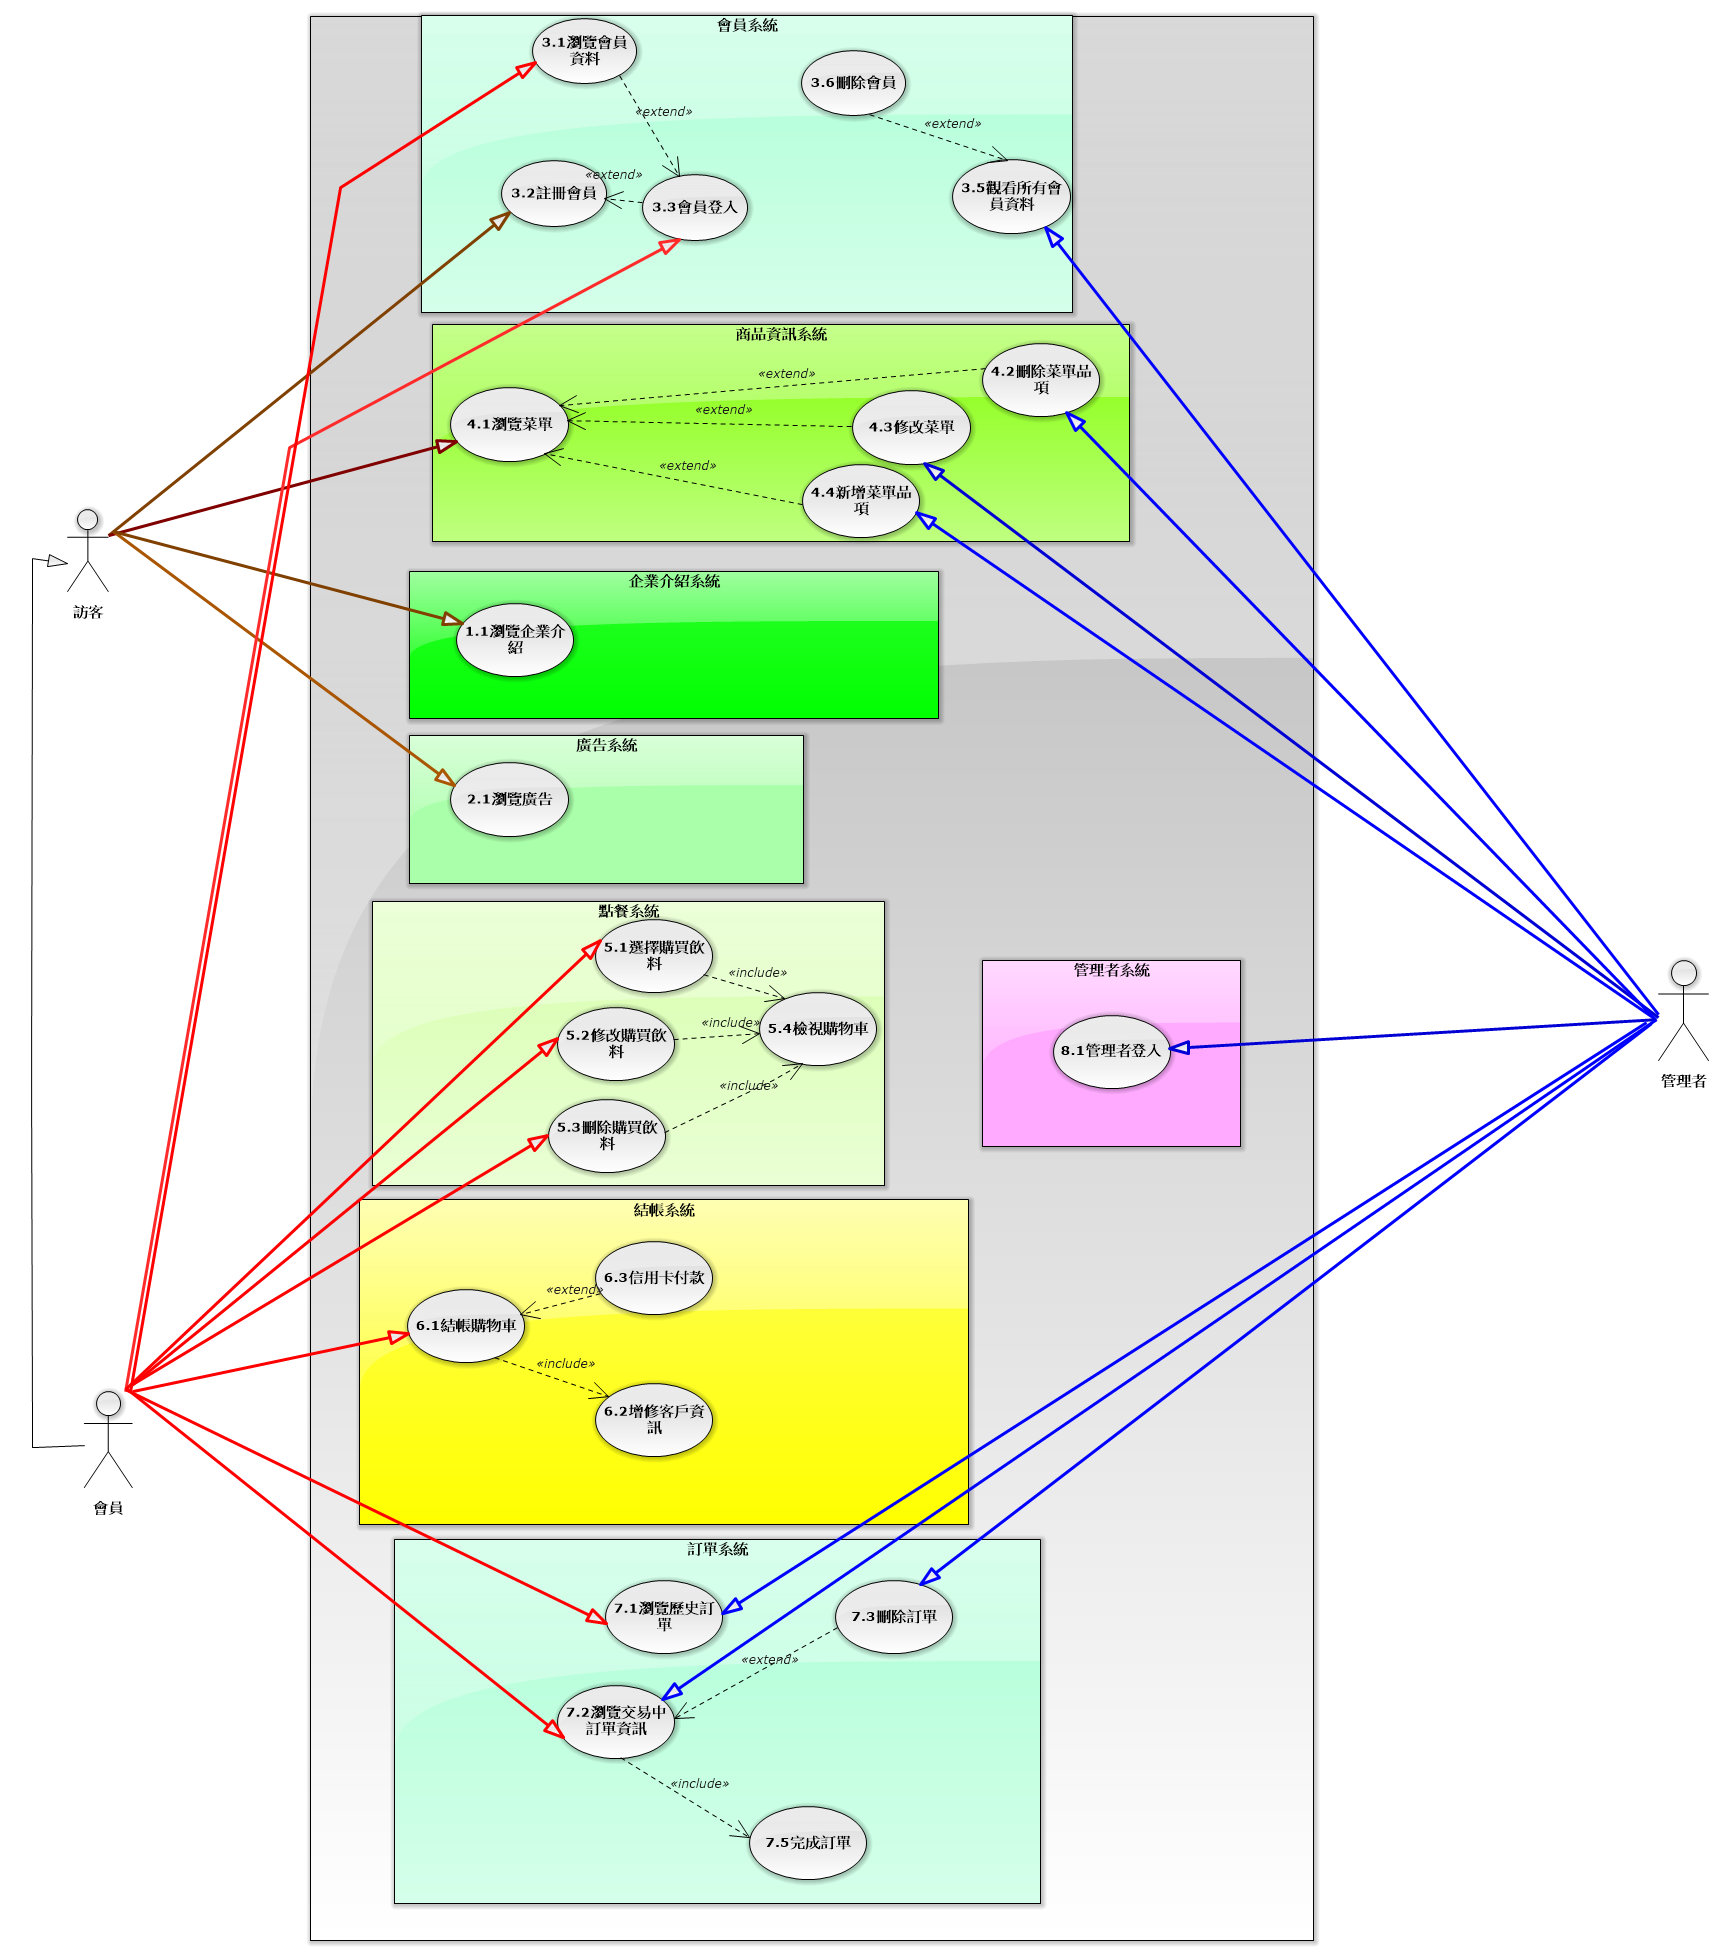 會員系統
3.1瀏覽會員
資料
3.6刪除會員
«extend»
«extend»
3.2註冊會員
«extend»
3.3會員登入
3.5觀看所有會
員資料
商品資訊系統
4.2刪除菜單品
項
«extend»
«extend»
4.1瀏覽菜單
4.3修改菜單
«extend»
4.4新增菜單品
項
訪客
企業介紹系統
1.1瀏覽企業介
紹
廣告系統
2.1瀏覽廣告
點餐系統
5.1選擇購買飲
料
«include»
5.2修改購買飲
料
«include»
5.4檢視購物車
«include»
5.3刪除購買飲
料
管理者系統
8.1管理者登入
管理者
結帳系統
6.3信用卡付款
«extend»
6.1結帳購物車
«include»
6.2增修客戶資
訊
會員
訂單系統
7.1瀏覽歷史訂
單
7.3刪除訂單
«extend»
7.2瀏覽交易中
訂單資訊
«include»
7.5完成訂單